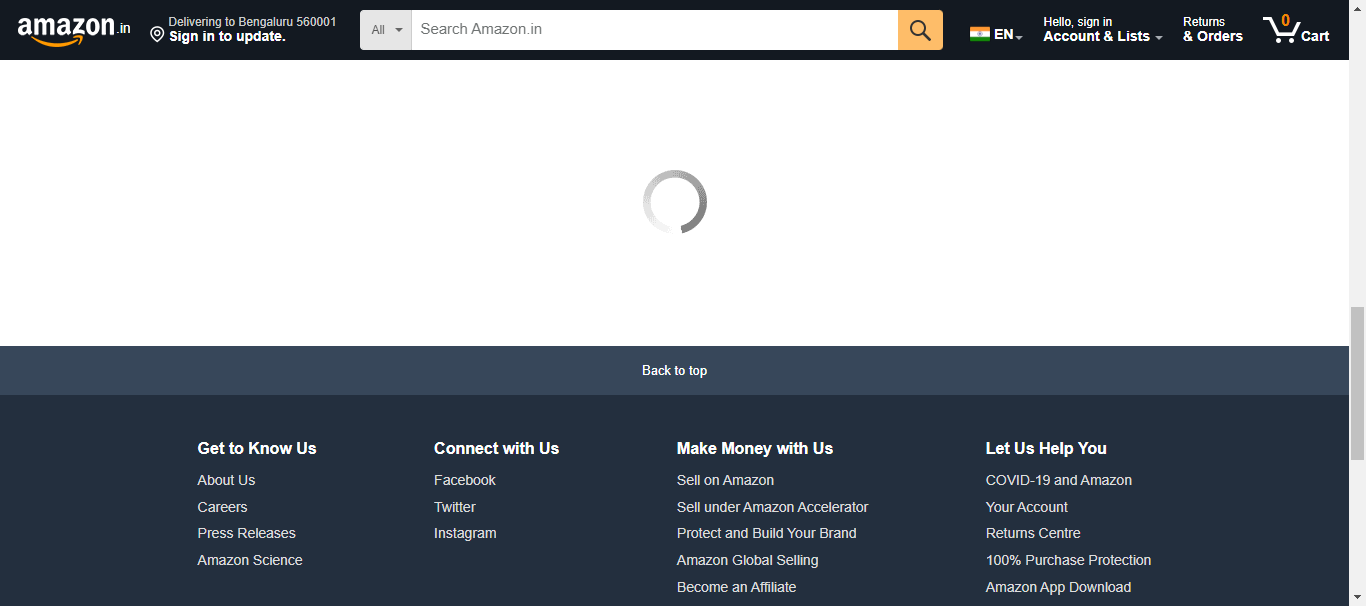 amazon.in
Delivering to Bengaluru 560001
Sign in to update.
All
Search Amazon.in
EN
Hello, sign in
Account & Lists
Returns
& Orders
0
Cart
Back to top
Get to Know Us
About Us
Careers
Press Releases
Amazon Science
Connect with Us
Facebook
Twitter
Instagram
Make Money with Us
Sell on Amazon
Sell under Amazon Accelerator
Protect and Build Your Brand
Amazon Global Selling
Become an Affiliate
Let Us Help You
COVID-19 and Amazon
Your Account
Returns Centre
100% Purchase Protection
Amazon App Download